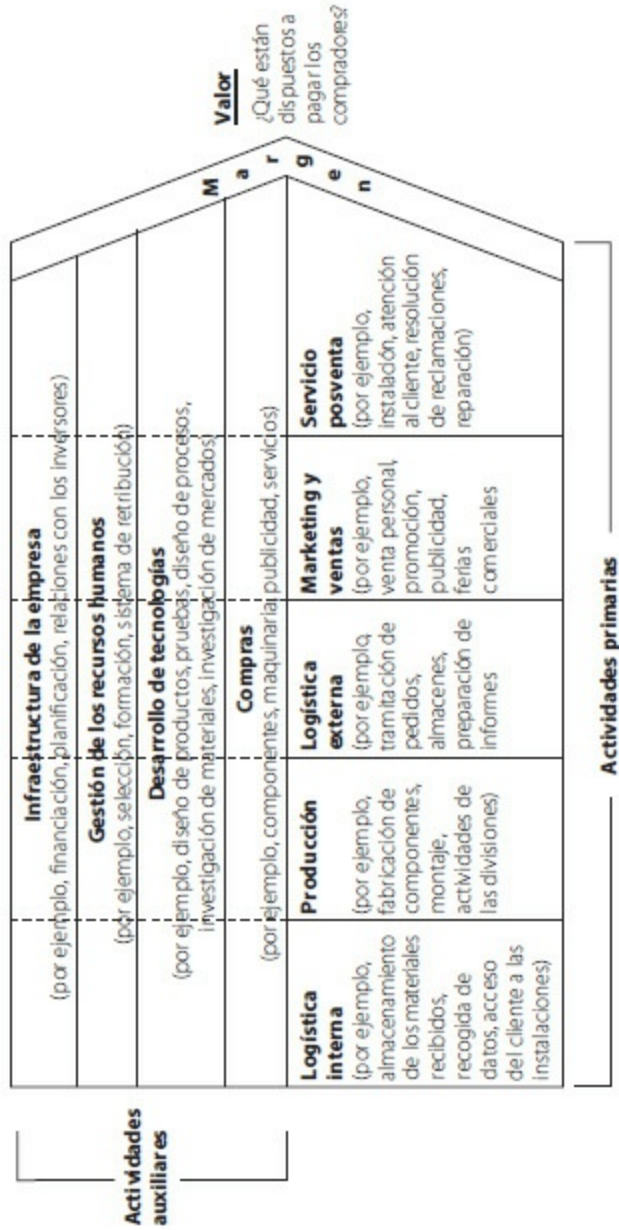 Actividades
auxiliares
Infraestructura de la empresa
(por ejemplo, financiación, planificación, relaciones con los inversores)
Gestión de los recursos humanos
(por ejemplo, selección, formación, sistema de retribución)
Desarrollo de tecnologías
(por ejemplo, diseño de productos, pruebas, diseño de procesos,
investigación de materiales, investigación de mercados)
Compras
(por ejemplo, componentes, maquinaria, publicidad, servicios)
Logística
interna
(por ejemplo,
almacenamiento
de los materiales
recibidos,
recogida de
datos, acceso
del cliente a las
instalaciones)
Producción
(por ejemplo,
fabricación de
componentes,
montaje,
actividades de
las divisiones)
Logística
externa
(por ejemplo,
tramitación de
pedidos,
almacenes,
preparación de
informes
Marketing y
ventas
(por ejemplo,
venta personal,
promoción,
publicidad,
ferias
comerciales
Servicio
posventa
(por ejemplo,
instalación, atención
al cliente, resolución
de reclamaciones,
reparación)
Margen
Valor
¿Qué están
dispuestos a
pagar los
compradores?
Actividades primarias